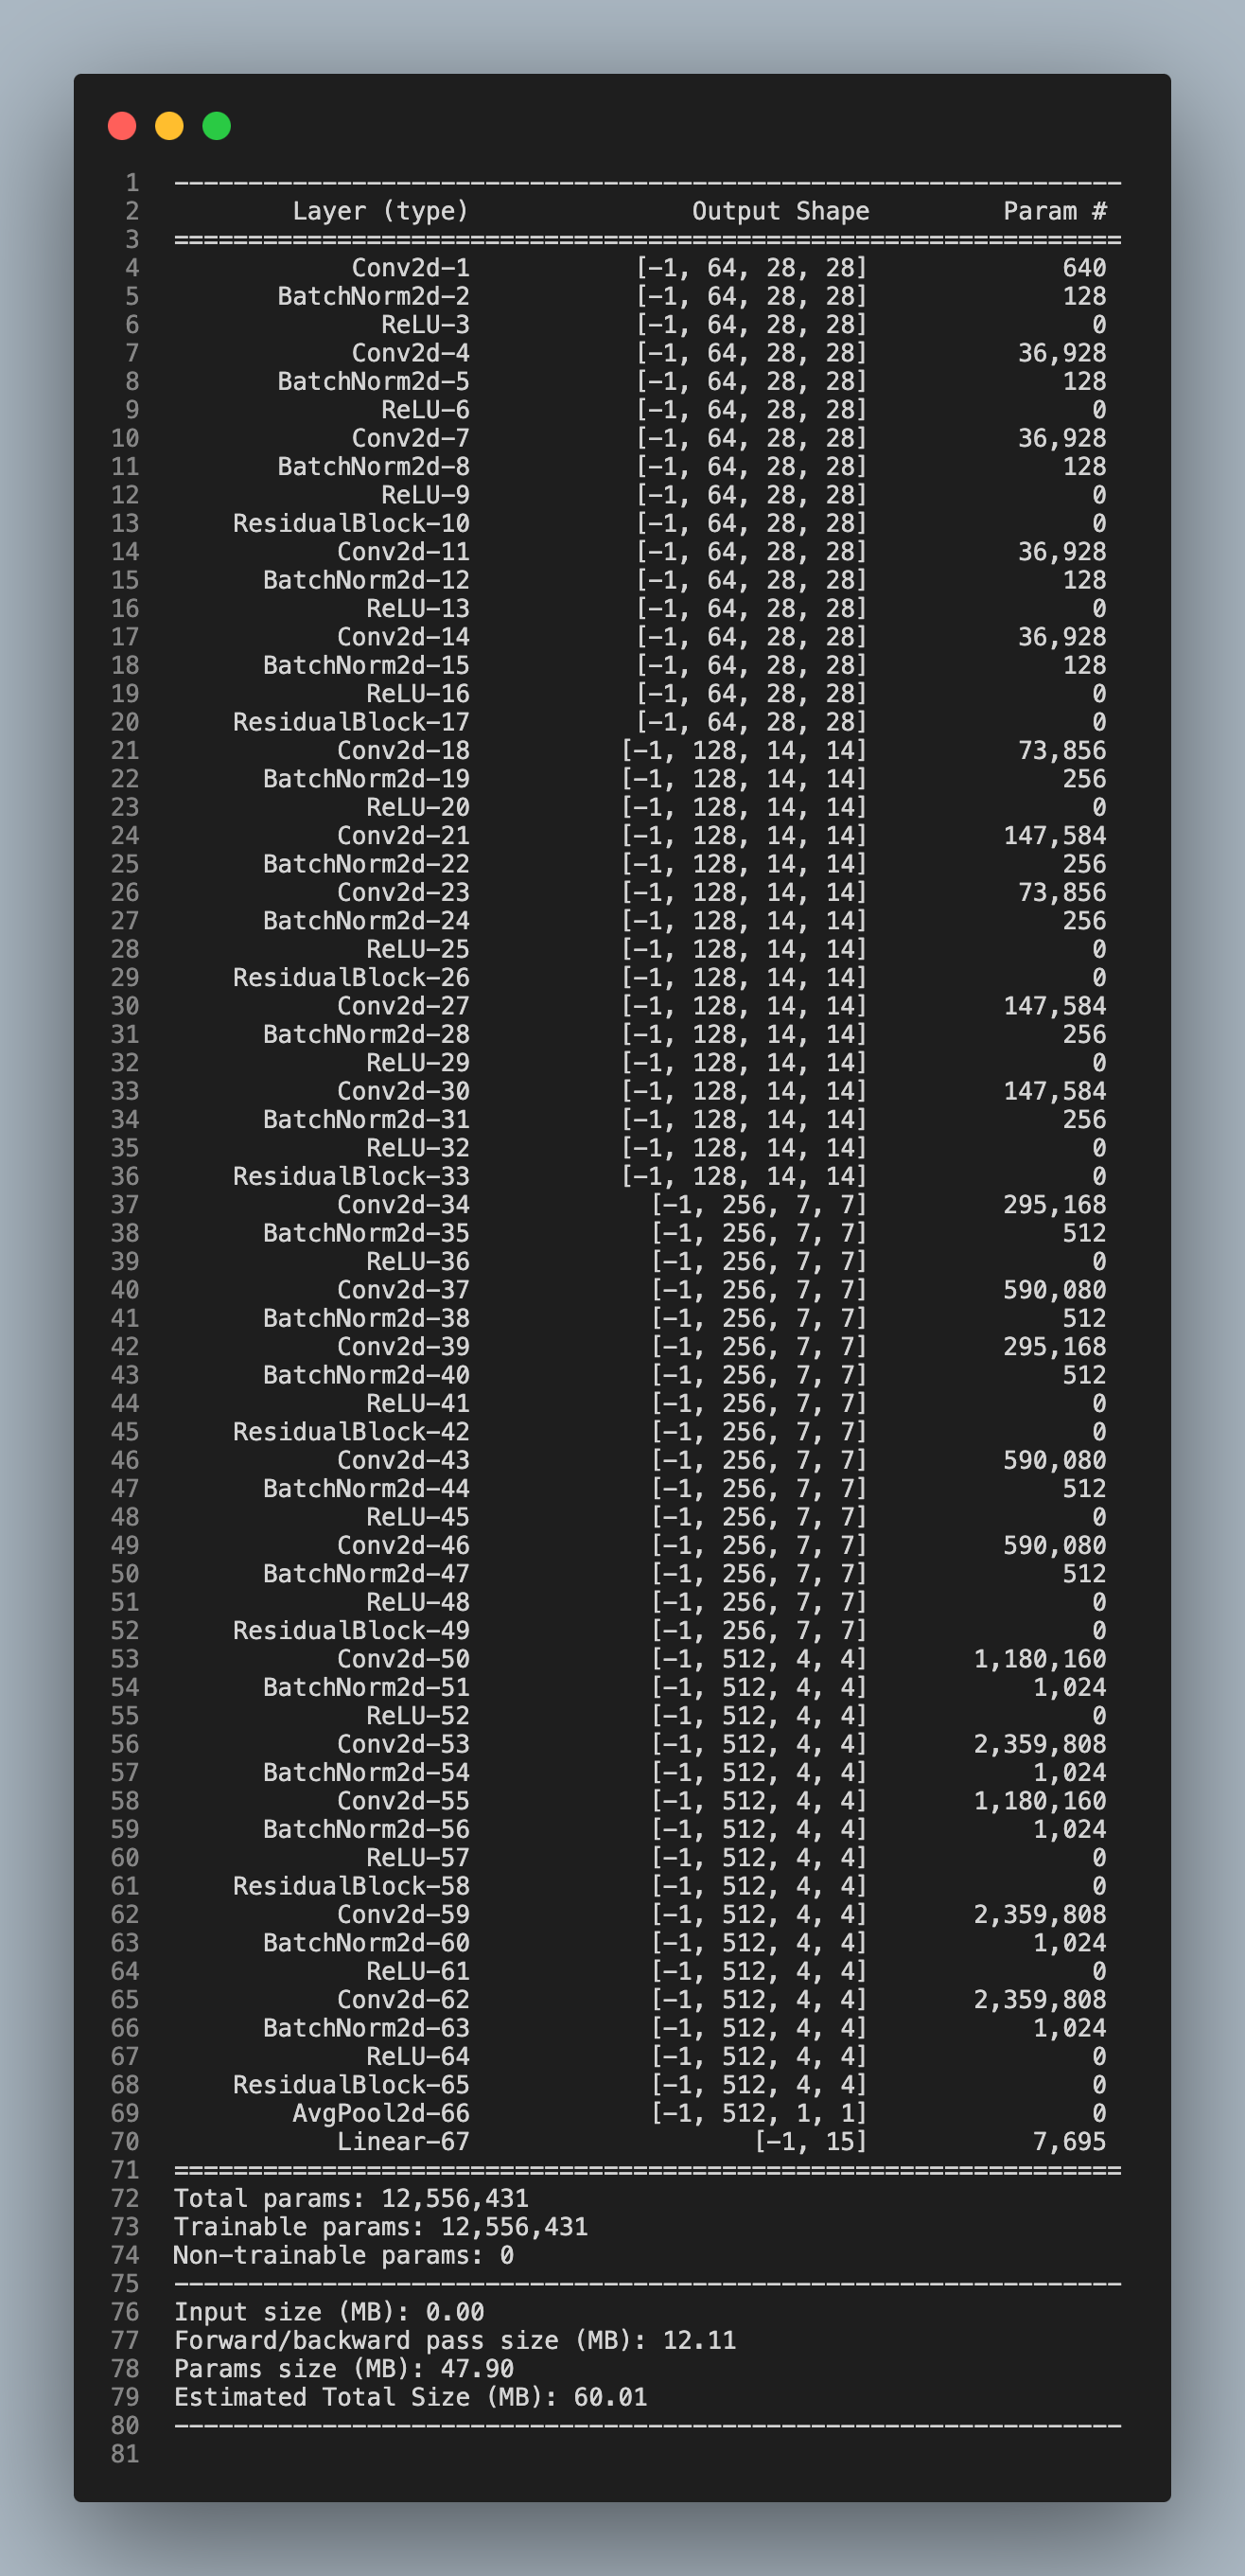 1 ----------------------------------------------------------------
2 Layer (type) Output Shape Param #
3 ================================================================
4 Conv2d-1 [-1, 64, 28, 28] 640
5 BatchNorm2d-2 [-1, 64, 28, 28] 128
6 ReLU-3 [-1, 64, 28, 28] 0
7 Conv2d-4 [-1, 64, 28, 28] 36,928
8 BatchNorm2d-5 [-1, 64, 28, 28] 128
9 ReLU-6 [-1, 64, 28, 28] 0
10 Conv2d-7 [-1, 64, 28, 28] 36,928
11 BatchNorm2d-8 [-1, 64, 28, 28] 128
12 ReLU-9 [-1, 64, 28, 28] 0
13 ResidualBlock-10 [-1, 64, 28, 28] 0
14 Conv2d-11 [-1, 64, 28, 28] 36,928
15 BatchNorm2d-12 [-1, 64, 28, 28] 128
16 ReLU-13 [-1, 64, 28, 28] 0
17 Conv2d-14 [-1, 64, 28, 28] 36,928
18 BatchNorm2d-15 [-1, 64, 28, 28] 128
19 ReLU-16 [-1, 64, 28, 28] 0
20 ResidualBlock-17 [-1, 64, 28, 28] 0
21 Conv2d-18 [-1, 128, 14, 14] 73,856
22 BatchNorm2d-19 [-1, 128, 14, 14] 256
23 ReLU-20 [-1, 128, 14, 14] 0
24 Conv2d-21 [-1, 128, 14, 14] 147,584
25 BatchNorm2d-22 [-1, 128, 14, 14] 256
26 Conv2d-23 [-1, 128, 14, 14] 73,856
27 BatchNorm2d-24 [-1, 128, 14, 14] 256
28 ReLU-25 [-1, 128, 14, 14] 0
29 ResidualBlock-26 [-1, 128, 14, 14] 0
30 Conv2d-27 [-1, 128, 14, 14] 147,584
31 BatchNorm2d-28 [-1, 128, 14, 14] 256
32 ReLU-29 [-1, 128, 14, 14] 0
33 Conv2d-30 [-1, 128, 14, 14] 147,584
34 BatchNorm2d-31 [-1, 128, 14, 14] 256
35 ReLU-32 [-1, 128, 14, 14] 0
36 ResidualBlock-33 [-1, 128, 14, 14] 0
37 Conv2d-34 [-1, 256, 7, 7] 295,168
38 BatchNorm2d-35 [-1, 256, 7, 7] 512
39 ReLU-36 [-1, 256, 7, 7] 0
40 Conv2d-37 [-1, 256, 7, 7] 590,080
41 BatchNorm2d-38 [-1, 256, 7, 7] 512
42 Conv2d-39 [-1, 256, 7, 7] 295,168
43 BatchNorm2d-40 [-1, 256, 7, 7] 512
44 ReLU-41 [-1, 256, 7, 7] 0
45 ResidualBlock-42 [-1, 256, 7, 7] 0
46 Conv2d-43 [-1, 256, 7, 7] 590,080
47 BatchNorm2d-44 [-1, 256, 7, 7] 512
48 ReLU-45 [-1, 256, 7, 7] 0
49 Conv2d-46 [-1, 256, 7, 7] 590,080
50 BatchNorm2d-47 [-1, 256, 7, 7] 512
51 ReLU-48 [-1, 256, 7, 7] 0
52 ResidualBlock-49 [-1, 256, 7, 7] 0
53 Conv2d-50 [-1, 512, 4, 4] 1,180,160
54 BatchNorm2d-51 [-1, 512, 4, 4] 1,024
55 ReLU-52 [-1, 512, 4, 4] 0
56 Conv2d-53 [-1, 512, 4, 4] 2,359,808
57 BatchNorm2d-54 [-1, 512, 4, 4] 1,024
58 Conv2d-55 [-1, 512, 4, 4] 1,180,160
59 BatchNorm2d-56 [-1, 512, 4, 4] 1,024
60 ReLU-57 [-1, 512, 4, 4] 0
61 ResidualBlock-58 [-1, 512, 4, 4] 0
62 Conv2d-59 [-1, 512, 4, 4] 2,359,808
63 BatchNorm2d-60 [-1, 512, 4, 4] 1,024
64 ReLU-61 [-1, 512, 4, 4] 0
65 Conv2d-62 [-1, 512, 4, 4] 2,359,808
66 BatchNorm2d-63 [-1, 512, 4, 4] 1,024
67 ReLU-64 [-1, 512, 4, 4] 0
68 ResidualBlock-65 [-1, 512, 4, 4] 0
69 AvgPool2d-66 [-1, 512, 1, 1] 0
70 Linear-67 [-1, 15] 7,695
71 ================================================================
72 Total params: 12,556,431
73 Trainable params: 12,556,431
74 Non-trainable params: 0
75 ----------------------------------------------------------------
76 Input size (MB): 0.00
77 Forward/backward pass size (MB): 12.11
78 Params size (MB): 47.90
79 Estimated Total Size (MB): 60.01
80 ----------------------------------------------------------------
81